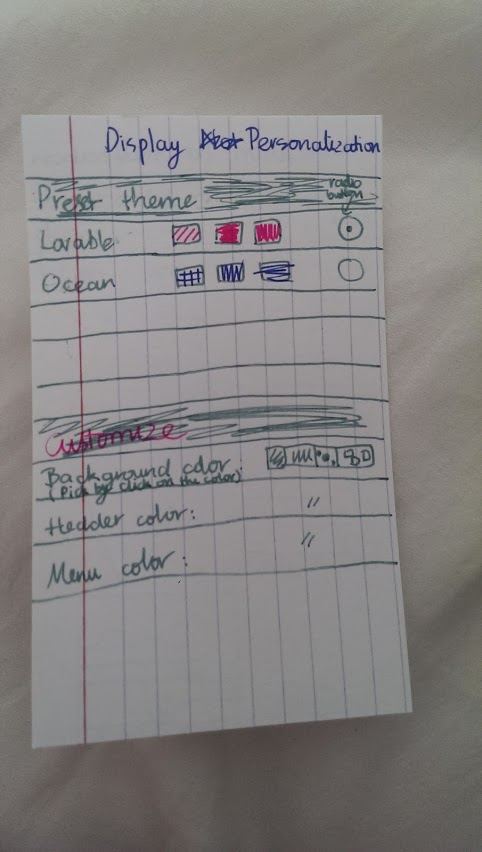 Display Personalization
Preset theme
radio
button
Lovable
Ocean
Customize
Background color:
(Pick by click on the color)
Header color: "
Menu color: "